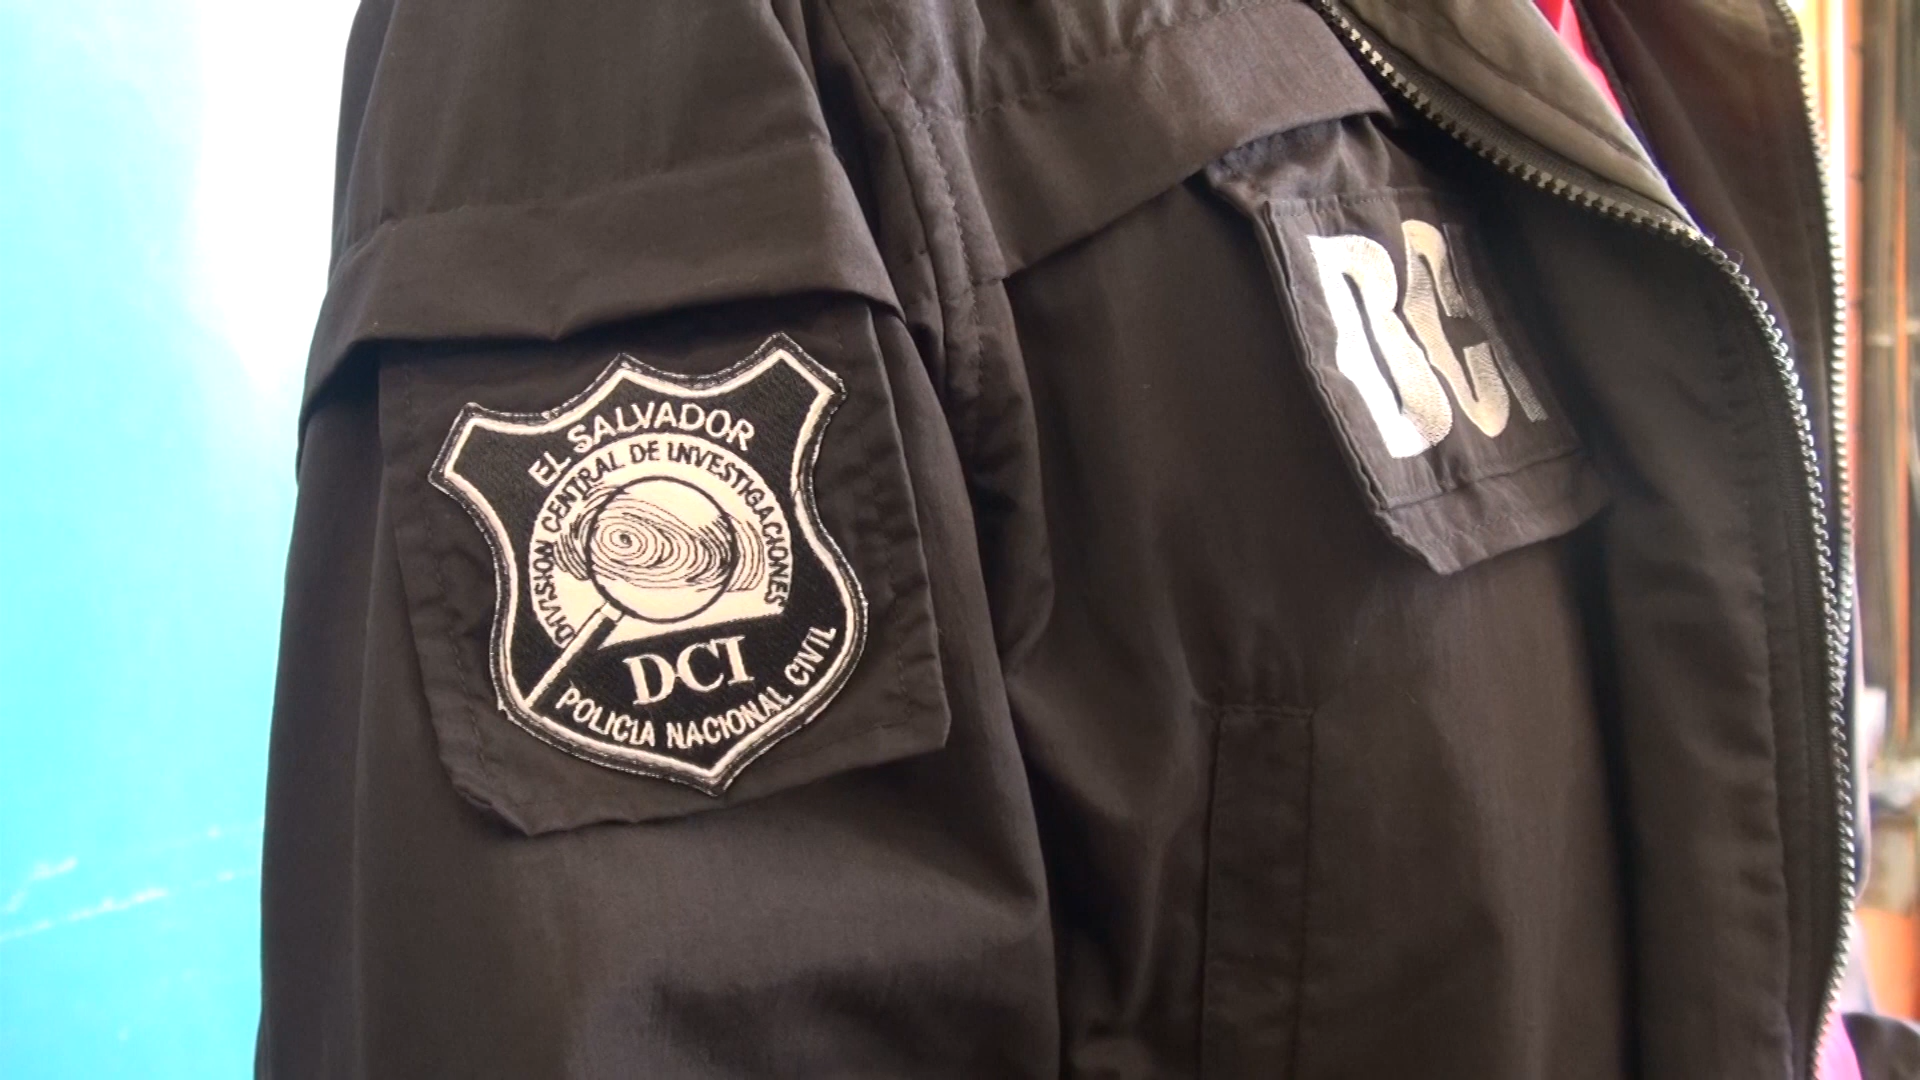 EL SALVADOR
DIVISION CENTRAL DE INVESTIGACIONES
DCI
POLICIA NACIONAL CIVIL
DCI